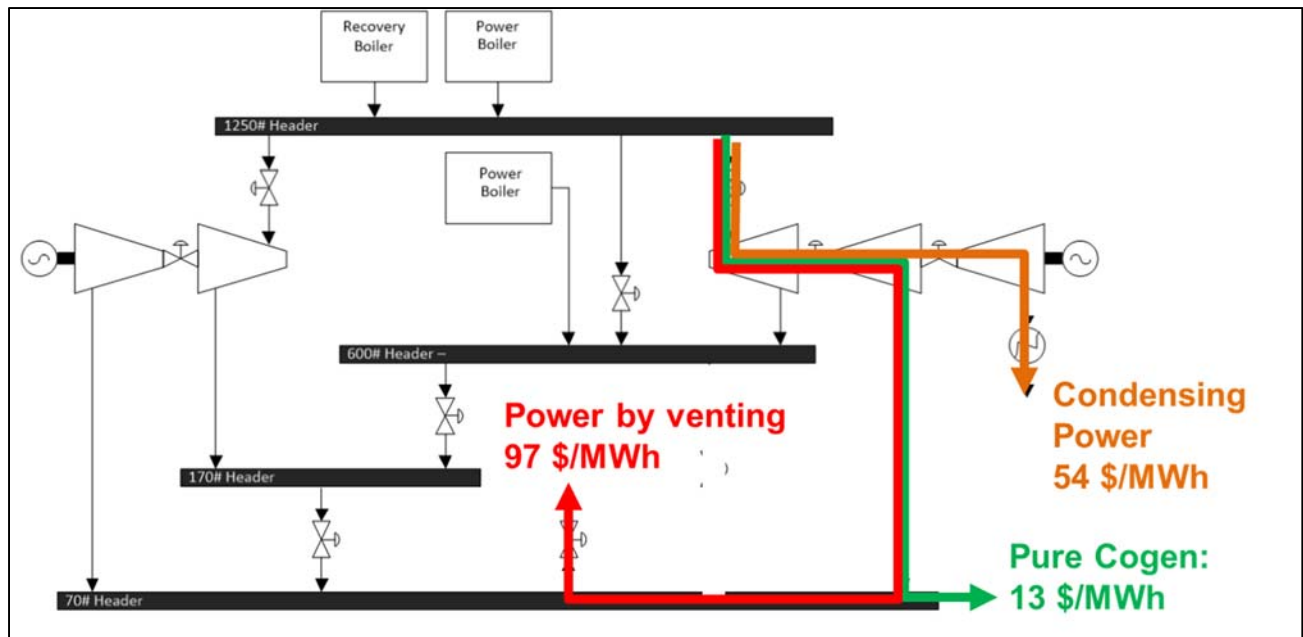 Recovery
Boiler
Power
Boiler
1250# Header
Power
Boiler
600# Header –
Power by venting
97 $/MWh
Condensing
Power
54 $/MWh
170# Header
Pure Cogen:
13 $/MWh
70# Header